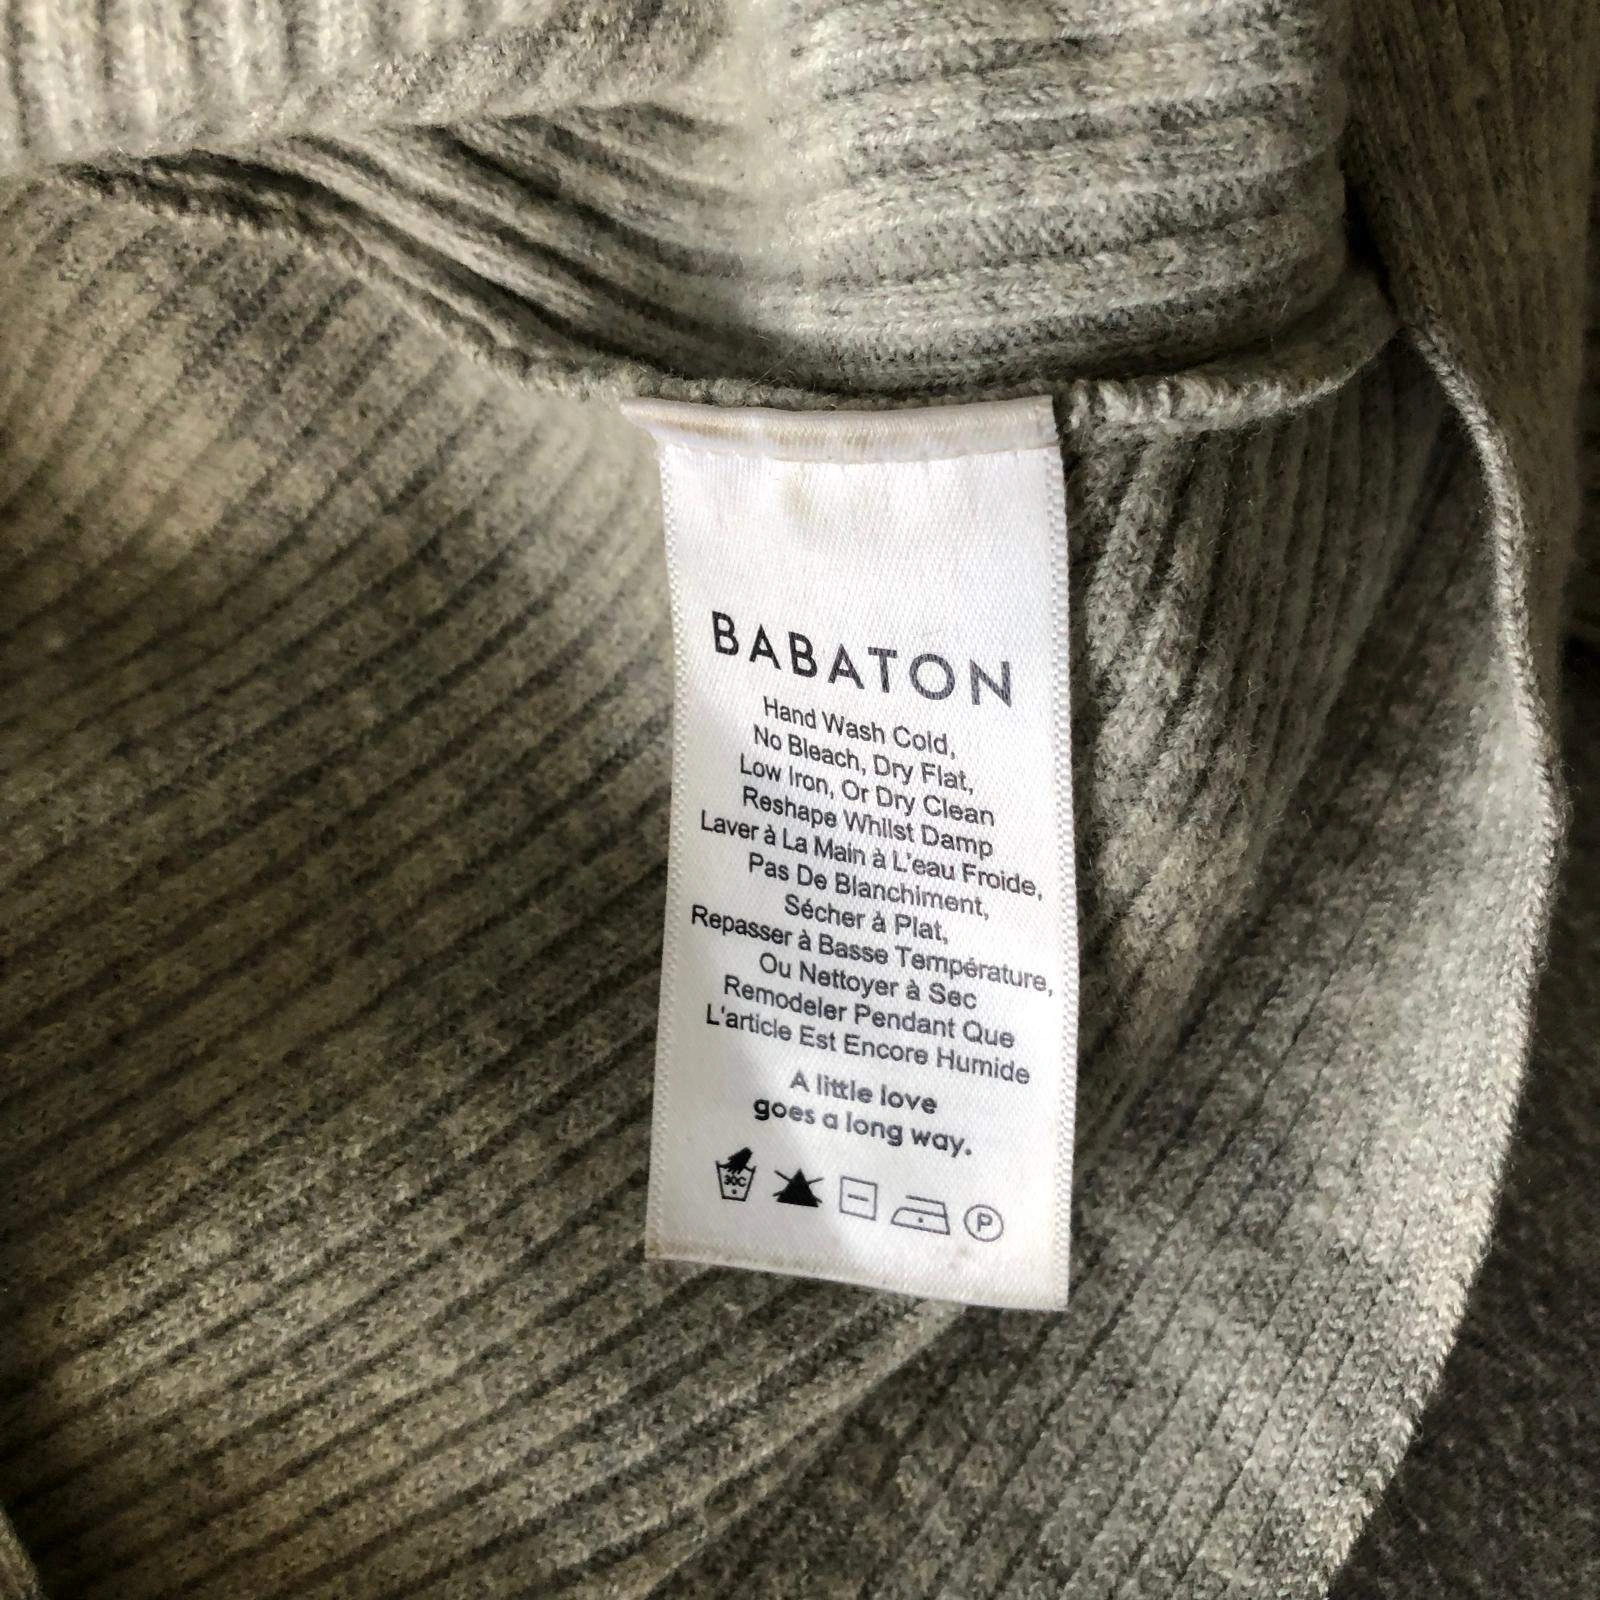 BABATON
Hand Wash Cold,
No Bleach, Dry Flat,
Low Iron, Or Dry Clean
Reshape Whilst Damp
Laver à La Main à L'eau Froide,
Pas De Blanchiment,
Sécher à Plat,
Repasser à Basse Température,
Ou Nettoyer à Sec
Remodeler Pendant Que
L'article Est Encore Humide
A little love
goes a long way.
30C P